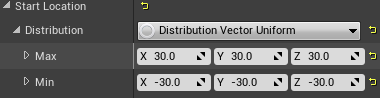 Start Location
Distribution Distribution Vector Uniform
Max X 30.0 Y 30.0 Z 30.0
Min X -30.0 Y -30.0 Z -30.0